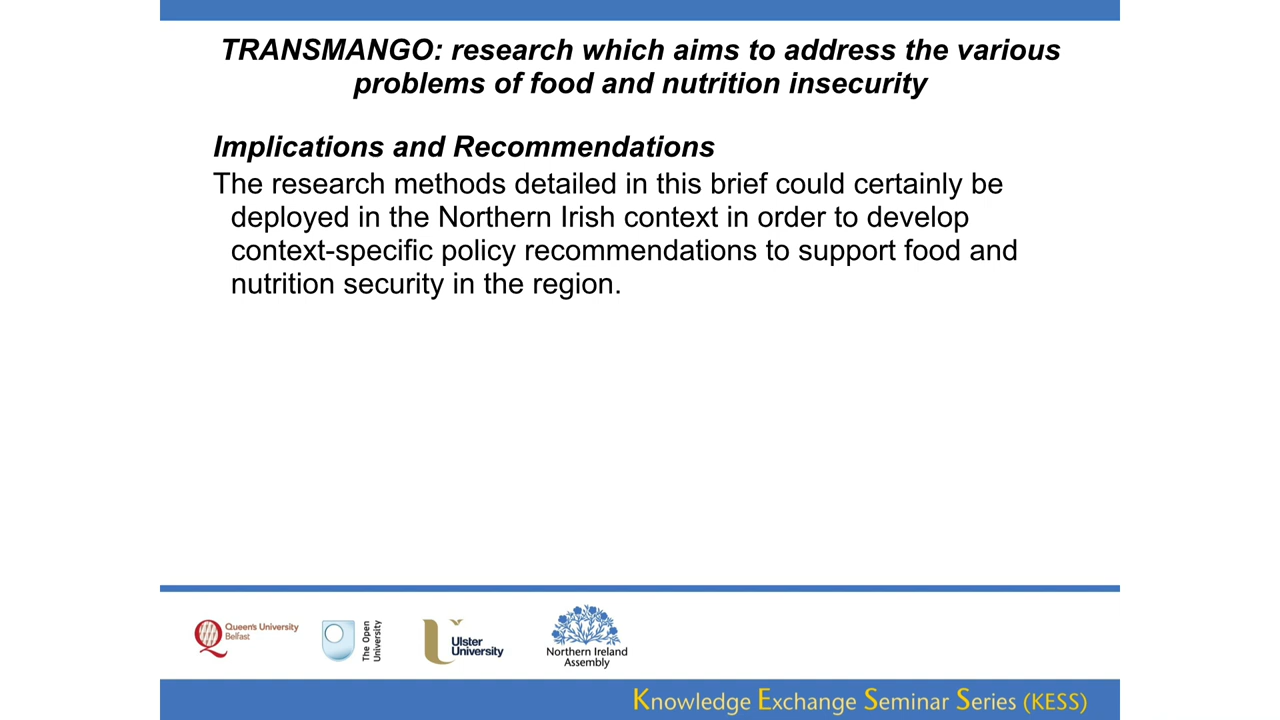 TRANSMANGO: research which aims to address the various
problems of food and nutrition insecurity
Implications and Recommendations
The research methods detailed in this brief could certainly be
deployed in the Northern Irish context in order to develop
context-specific policy recommendations to support food and
nutrition security in the region.
Queen's University
Belfast
The Open
University
Ulster
University
Northern Ireland
Assembly
Knowledge Exchange Seminar Series (KESS)